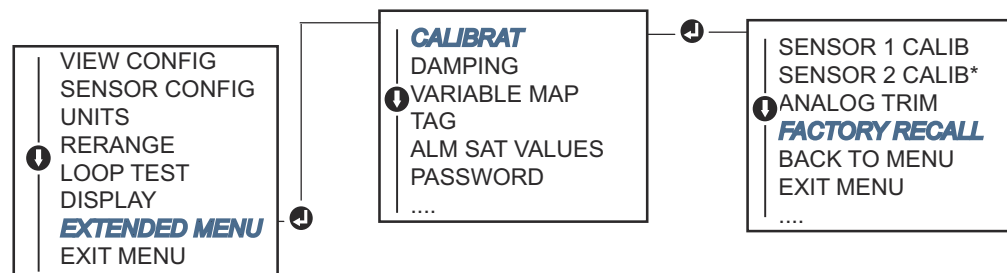 VIEW CONFIG
SENSOR CONFIG
UNITS
RERANGE
LOOP TEST
DISPLAY
EXTENDED MENU
EXIT MENU
CALIBRAT
DAMPING
VARIABLE MAP
TAG
ALM SAT VALUES
PASSWORD
....
SENSOR 1 CALIB
SENSOR 2 CALIB*
ANALOG TRIM
FACTORY RECALL
BACK TO MENU
EXIT MENU
....